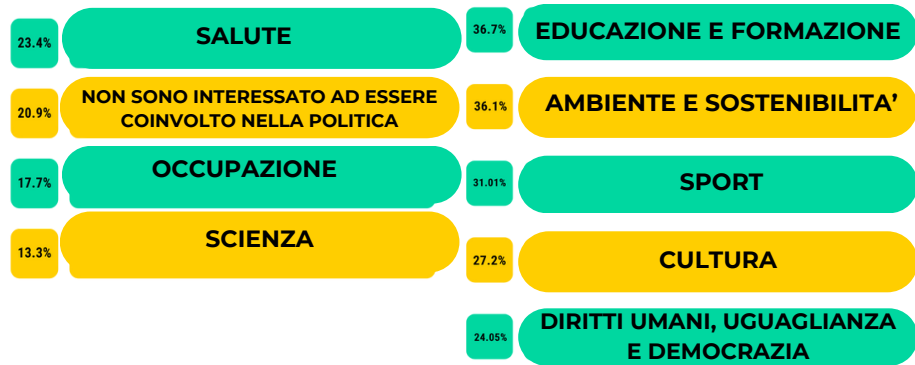 23.4%
SALUTE
20.9%
NON SONO INTERESSATO AD ESSERE
COINVOLTO NELLA POLITICA
17.7%
OCCUPAZIONE
13.3%
SCIENZA
36.7%
EDUCAZIONE E FORMAZIONE
36.1%
AMBIENTE E SOSTENIBILITA'
31.01%
SPORT
27.2%
CULTURA
24.05%
DIRITTI UMANI, UGUAGLIANZA
E DEMOCRAZIA